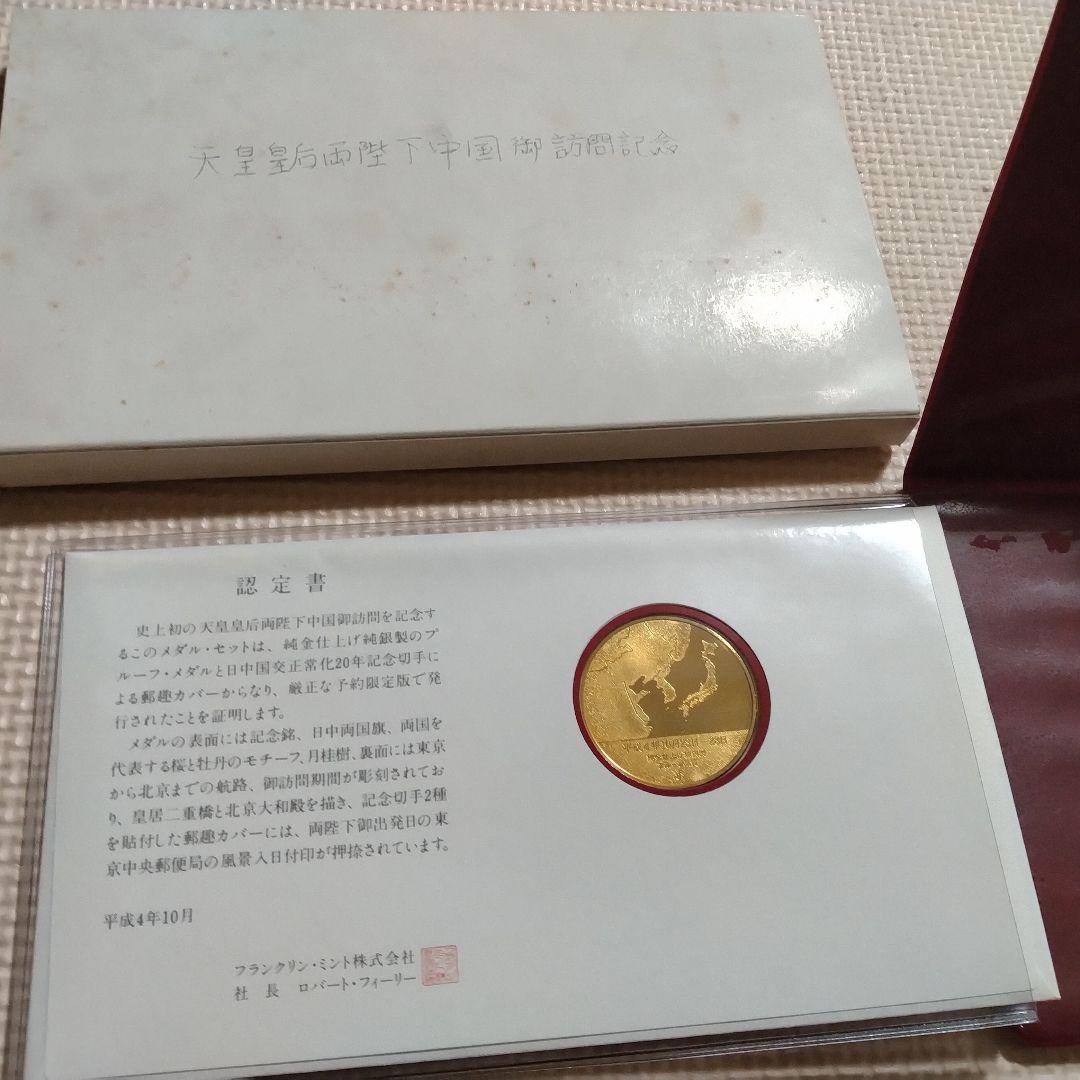 天皇皇后両陛下中国御訪問記念
認定書
史上初の天皇皇后両陛下中国御訪問を記念す
るこのメダル・セットは、純金仕上げ純銀製のプ
ルーフ・メダルと日中国交正常化20年記念切手に
よる郵趣カバーからなり、厳正な予約限定版で発
行されたことを証明します。
メダルの表面には記念銘、日中両国旗、両国を
代表する桜と牡丹のモチーフ、月桂樹、裏面には東京
から北京までの航路、御訪問期間が彫刻されてお
り、皇居二重橋と北京大和殿を描き、記念切手2種
を貼付した郵趣カバーには、両陛下御出発日の東
京中央郵便局の風景入日付印が押捺されています。
平成4年10月
フランクリン・ミント株式会社
社長 ロバート・フィーリー
平成4年10月23日